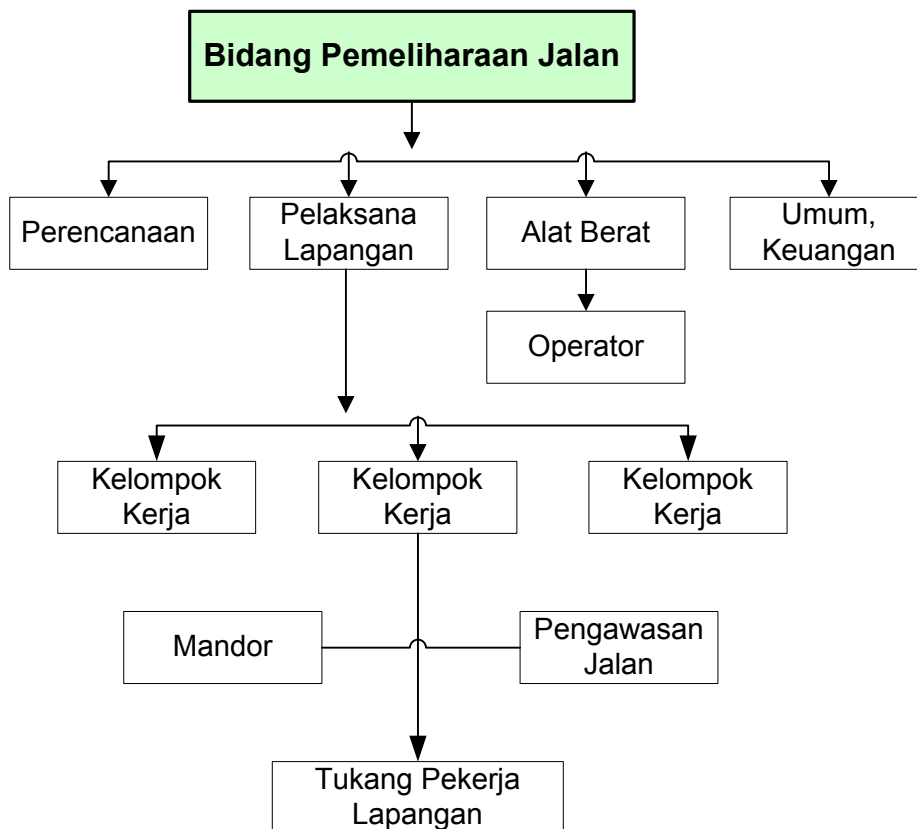 Bidang Pemeliharaan Jalan
Perencanaan
Pelaksana
Lapangan
Alat Berat
Umum,
Keuangan
Operator
Kelompok
Kerja
Kelompok
Kerja
Kelompok
Kerja
Mandor
Pengawasan
Jalan
Tukang Pekerja
Lapangan